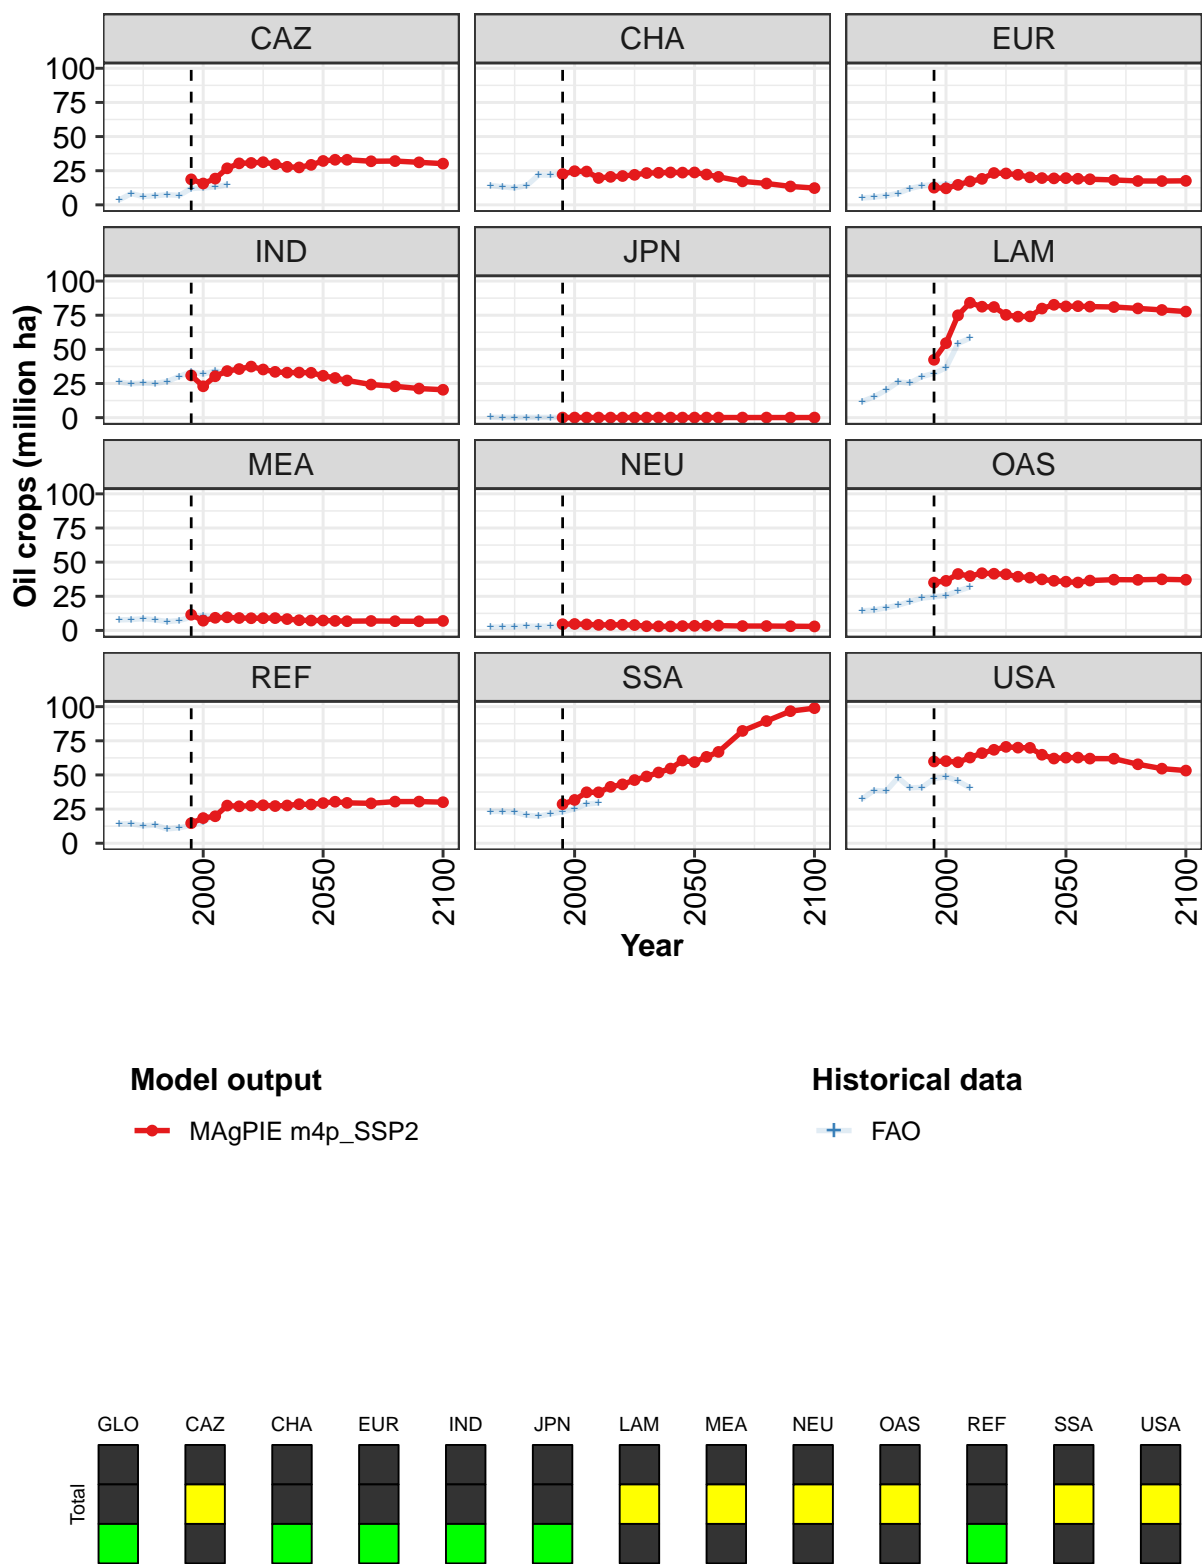 CAZ CHA EUR
100
75
50
25
0
IND JPN LAM
100
75
50
25
0
MEA NEU OAS
100
75
50
25
0
REF SSA USA
100
75
50
25
0
Oil crops (million ha)
2000 2050 2100 2000 2050 2100 2000 2050 2100
Year
Model output Historical data
MAgPIE m4p_SSP2 FAO
GLO CAZ CHA EUR IND JPN LAM MEA NEU OAS REF SSA USA
Total